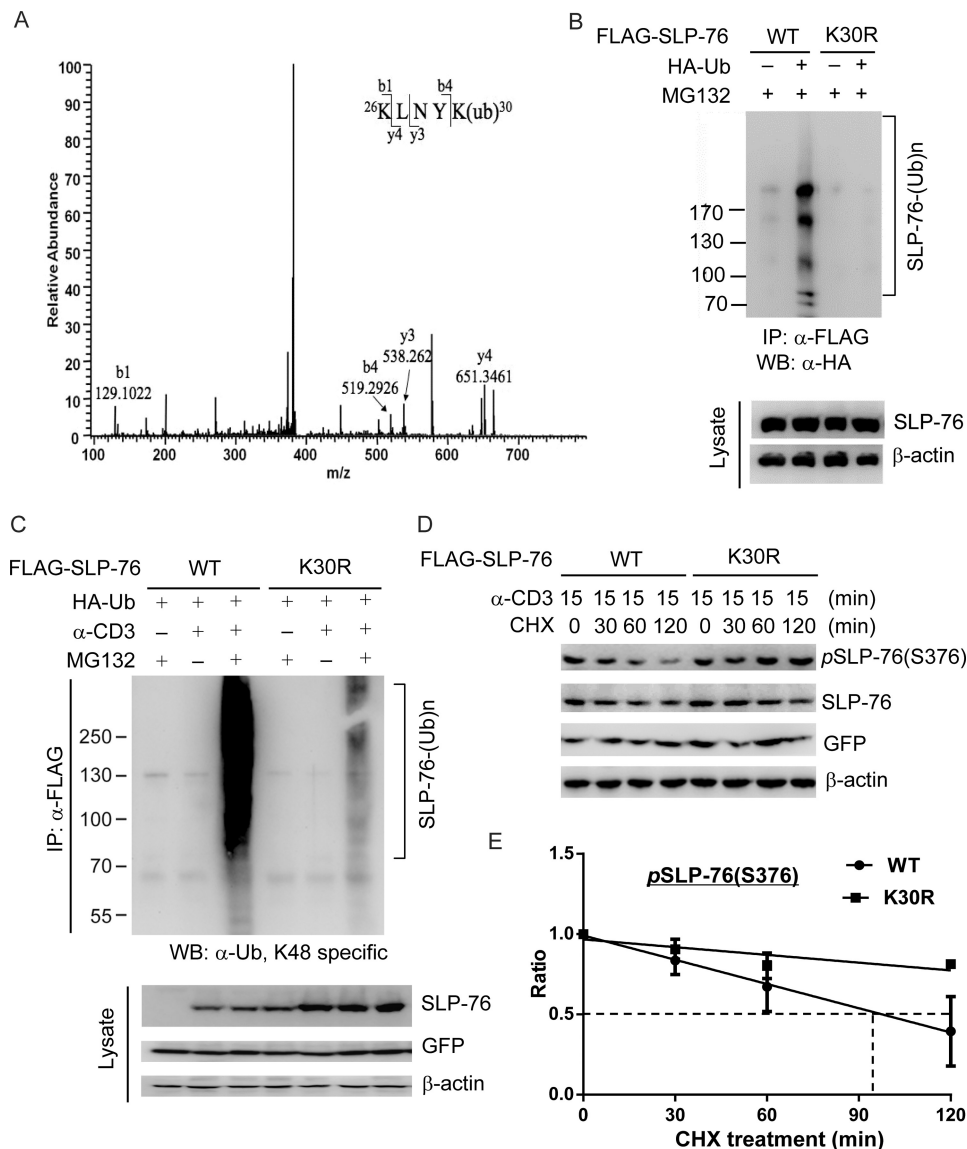 A
b1 b4
²⁶K L N Y K(ub)³⁰
y4 y3
100
90
80
70
60
50
40
30
20
10
0
Relative Abundance
b1
129.1022
b4
519.2926
y3
538.262
y4
651.3461
100 200 300 400 500 600 700
m/z
B
FLAG-SLP-76 WT K30R
HA-Ub – + – +
MG132 + + + +
170
130
100
70
SLP-76-(Ub)n
IP: α-FLAG
WB: α-HA
Lysate
SLP-76
β-actin
C
FLAG-SLP-76 WT K30R
HA-Ub + + + + + +
α-CD3 – + + – + +
MG132 + – + + – +
IP: α-FLAG
250
130
100
70
55
SLP-76-(Ub)n
WB: α-Ub, K48 specific
Lysate
SLP-76
GFP
β-actin
D
FLAG-SLP-76 WT K30R
α-CD3 15 15 15 15 15 15 15 15 (min)
CHX 0 30 60 120 0 30 60 120 (min)
pSLP-76(S376)
SLP-76
GFP
β-actin
E
pSLP-76(S376)
WT
K30R
1.5
1.0
0.5
0.0
Ratio
0 30 60 90 120
CHX treatment (min)